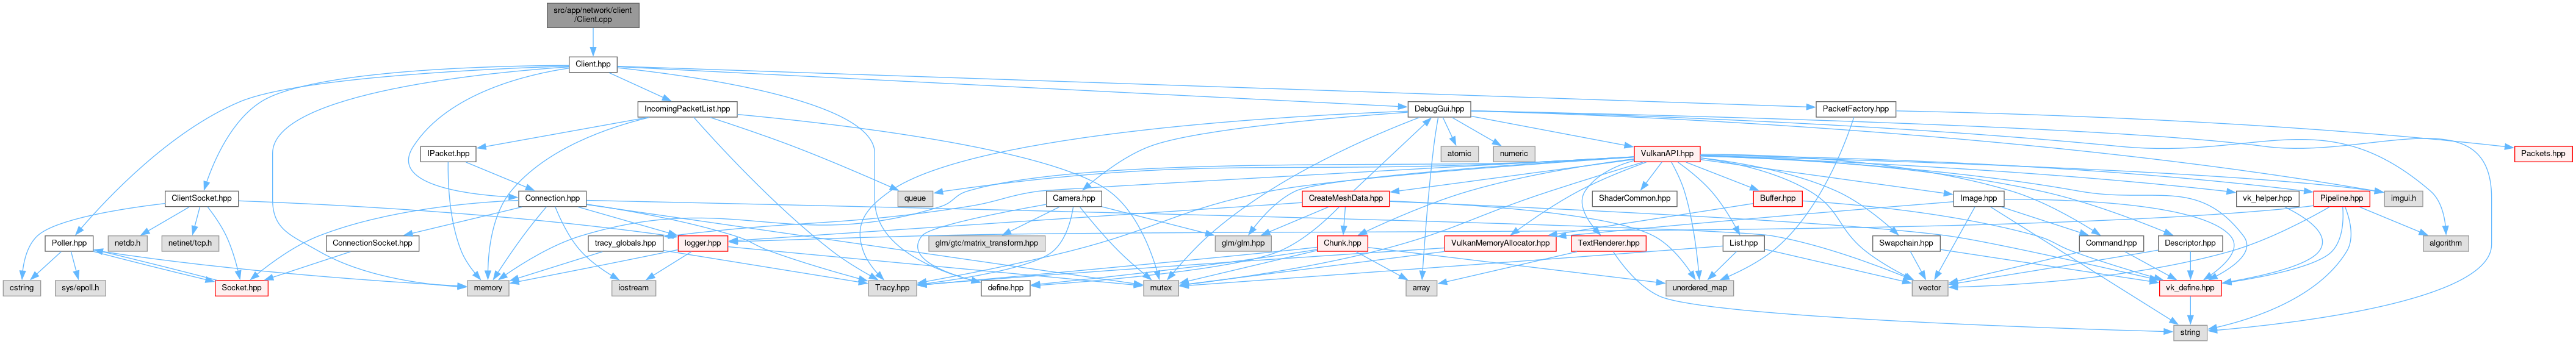 src/app/network/client
/Client.cpp
Client.hpp
IncomingPacketList.hpp
DebugGui.hpp
PacketFactory.hpp
IPacket.hpp
atomic
numeric
VulkanAPI.hpp
Packets.hpp
ClientSocket.hpp
Connection.hpp
queue
Camera.hpp
CreateMeshData.hpp
ShaderCommon.hpp
Buffer.hpp
Image.hpp
vk_helper.hpp
Pipeline.hpp
imgui.h
Poller.hpp
netdb.h
netinet/tcp.h
ConnectionSocket.hpp
tracy_globals.hpp
logger.hpp
glm/gtc/matrix_transform.hpp
glm/glm.hpp
Chunk.hpp
VulkanMemoryAllocator.hpp
TextRenderer.hpp
List.hpp
Swapchain.hpp
Command.hpp
Descriptor.hpp
algorithm
cstring
sys/epoll.h
Socket.hpp
memory
iostream
Tracy.hpp
define.hpp
mutex
array
unordered_map
vector
vk_define.hpp
string